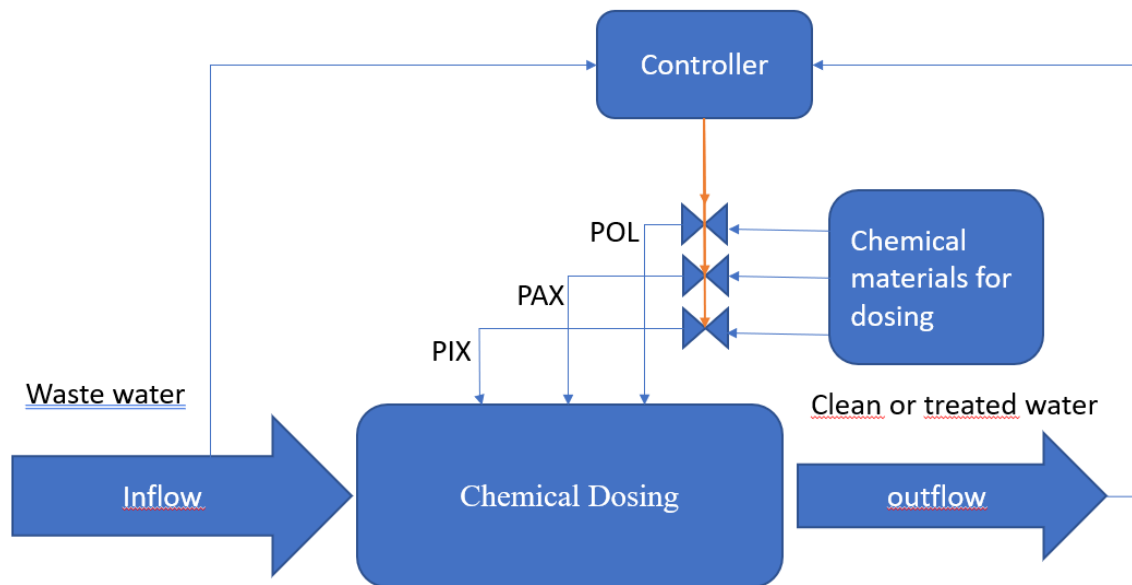 Controller
POL
Chemical
materials for
dosing
PAX
PIX
Waste water
Clean or treated water
Inflow
Chemical Dosing
outflow